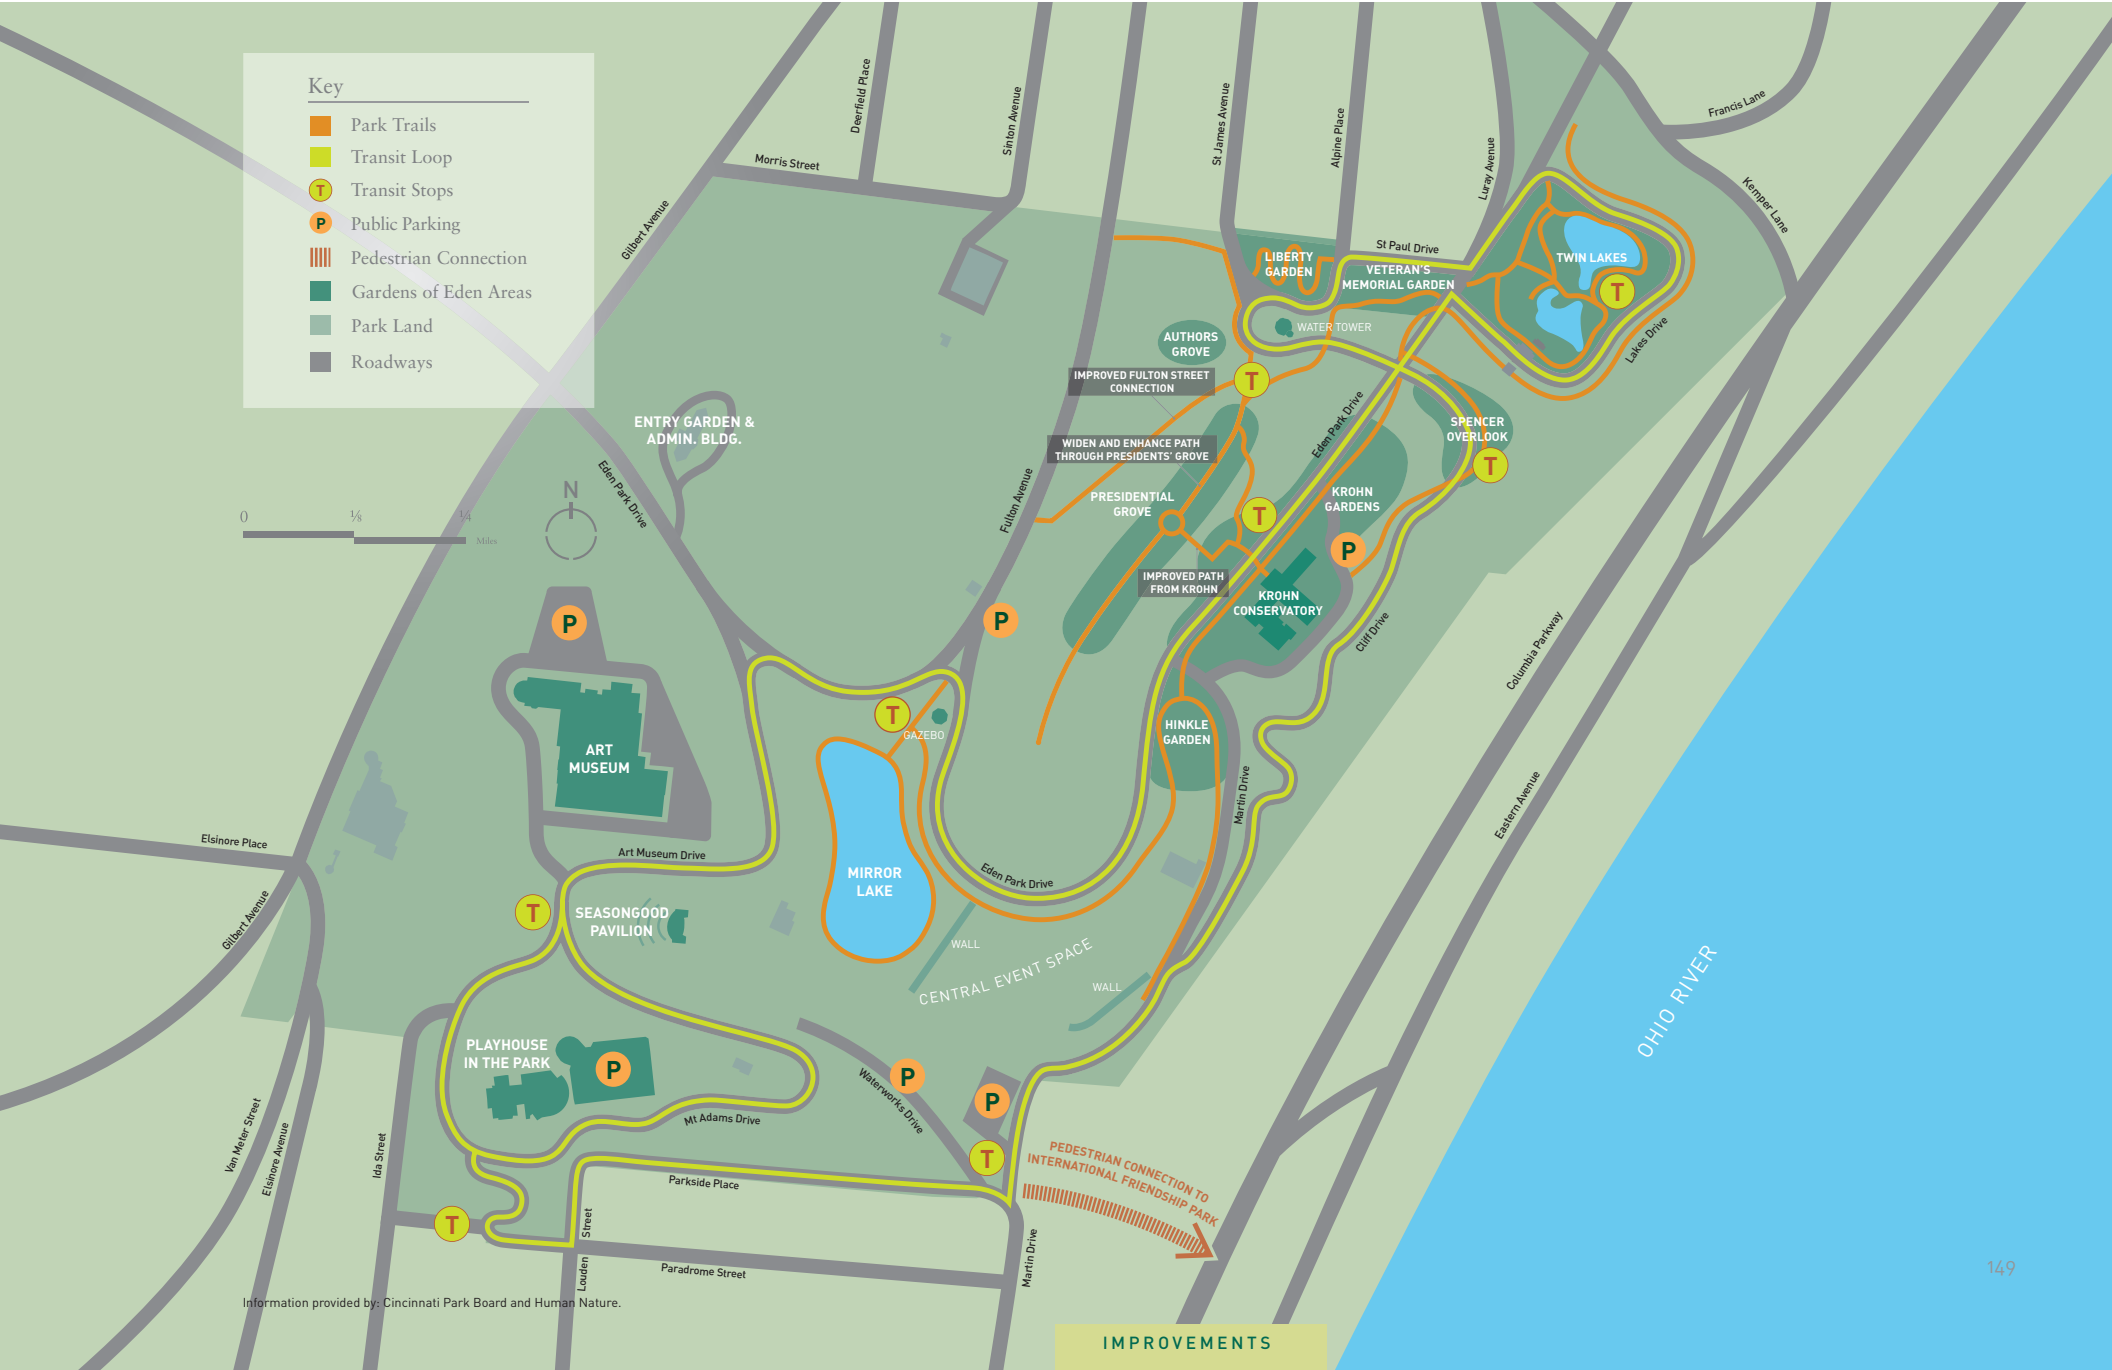 Key
Park Trails
Transit Loop
T
Transit Stops
P
Public Parking
Pedestrian Connection
Gardens of Eden Areas
Park Land
Roadways
0
⅛
¼
Miles
N
Morris Street
Deerfield Place
Sinton Avenue
St James Avenue
Alpine Place
Luray Avenue
Francis Lane
Kemper Lane
Gilbert Avenue
St Paul Drive
LIBERTY
GARDEN
VETERAN'S
MEMORIAL GARDEN
TWIN LAKES
T
WATER TOWER
AUTHORS
GROVE
Lakes Drive
IMPROVED FULTON STREET
CONNECTION
T
Eden Park Drive
ENTRY GARDEN &
ADMIN. BLDG.
SPENCER
OVERLOOK
T
WIDEN AND ENHANCE PATH
THROUGH PRESIDENTS' GROVE
Eden Park Drive
Fulton Avenue
PRESIDENTIAL
GROVE
KROHN
GARDENS
T
P
IMPROVED PATH
FROM KROHN
KROHN
CONSERVATORY
P
P
Cliff Drive
Columbia Parkway
T
GAZEBO
HINKLE
GARDEN
ART
MUSEUM
Martin Drive
Eastern Avenue
Elsinore Place
Art Museum Drive
MIRROR
LAKE
Eden Park Drive
Gilbert Avenue
T
SEASONGOOD
PAVILION
WALL
CENTRAL EVENT SPACE
WALL
OHIO RIVER
PLAYHOUSE
IN THE PARK
P
P
P
Waterworks Drive
Mt Adams Drive
Van Meter Street
Elsinore Avenue
Ida Street
T
PEDESTRIAN CONNECTION TO
INTERNATIONAL FRIENDSHIP PARK
Parkside Place
T
Louden Street
Paradrome Street
Martin Drive
149
Information provided by: Cincinnati Park Board and Human Nature.
IMPROVEMENTS